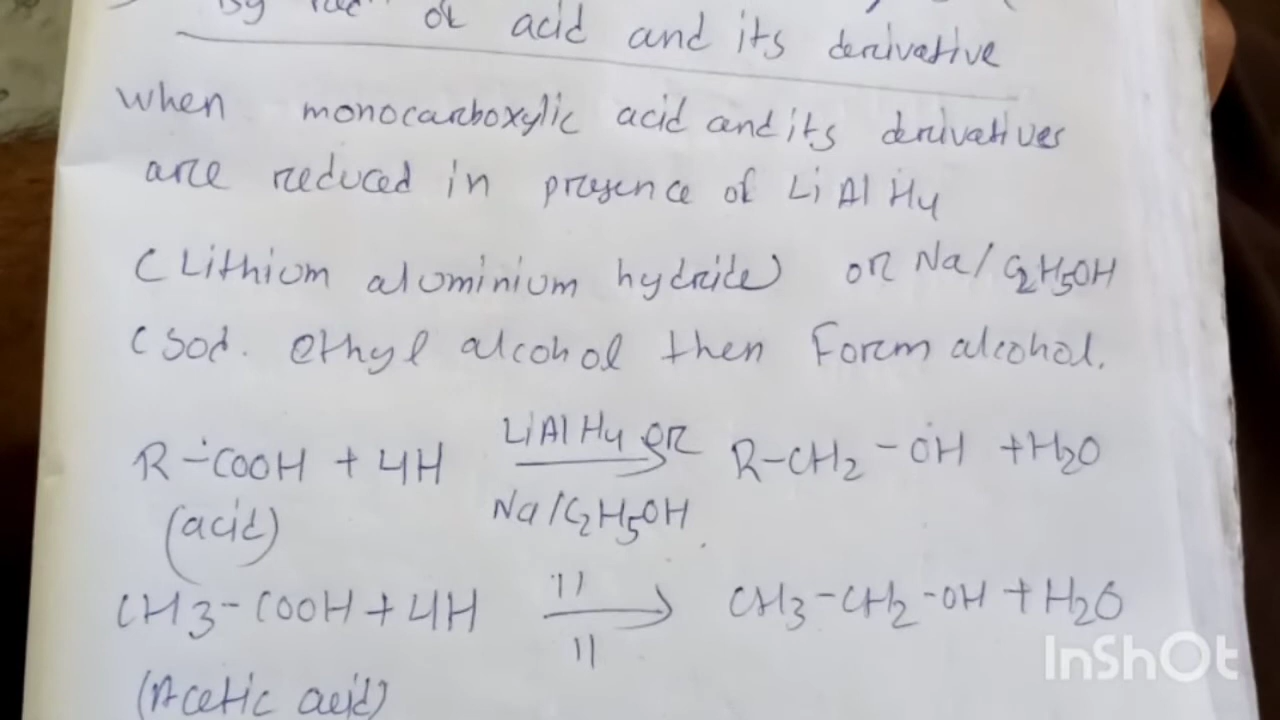 By red^n of acid and its derivative
when monocarboxylic acid and its derivatives
are reduced in presence of LiAlH4
(Lithium aluminium hydride) or Na/C2H5OH
(Sod. ethyl alcohol then Form alcohol.
R-COOH + 4H LiAlH4 or Na/C2H5OH R-CH2-OH + H2O
(acid)
CH3-COOH + 4H " " CH3-CH2-OH + H2O
(Acetic acid)
InShOt